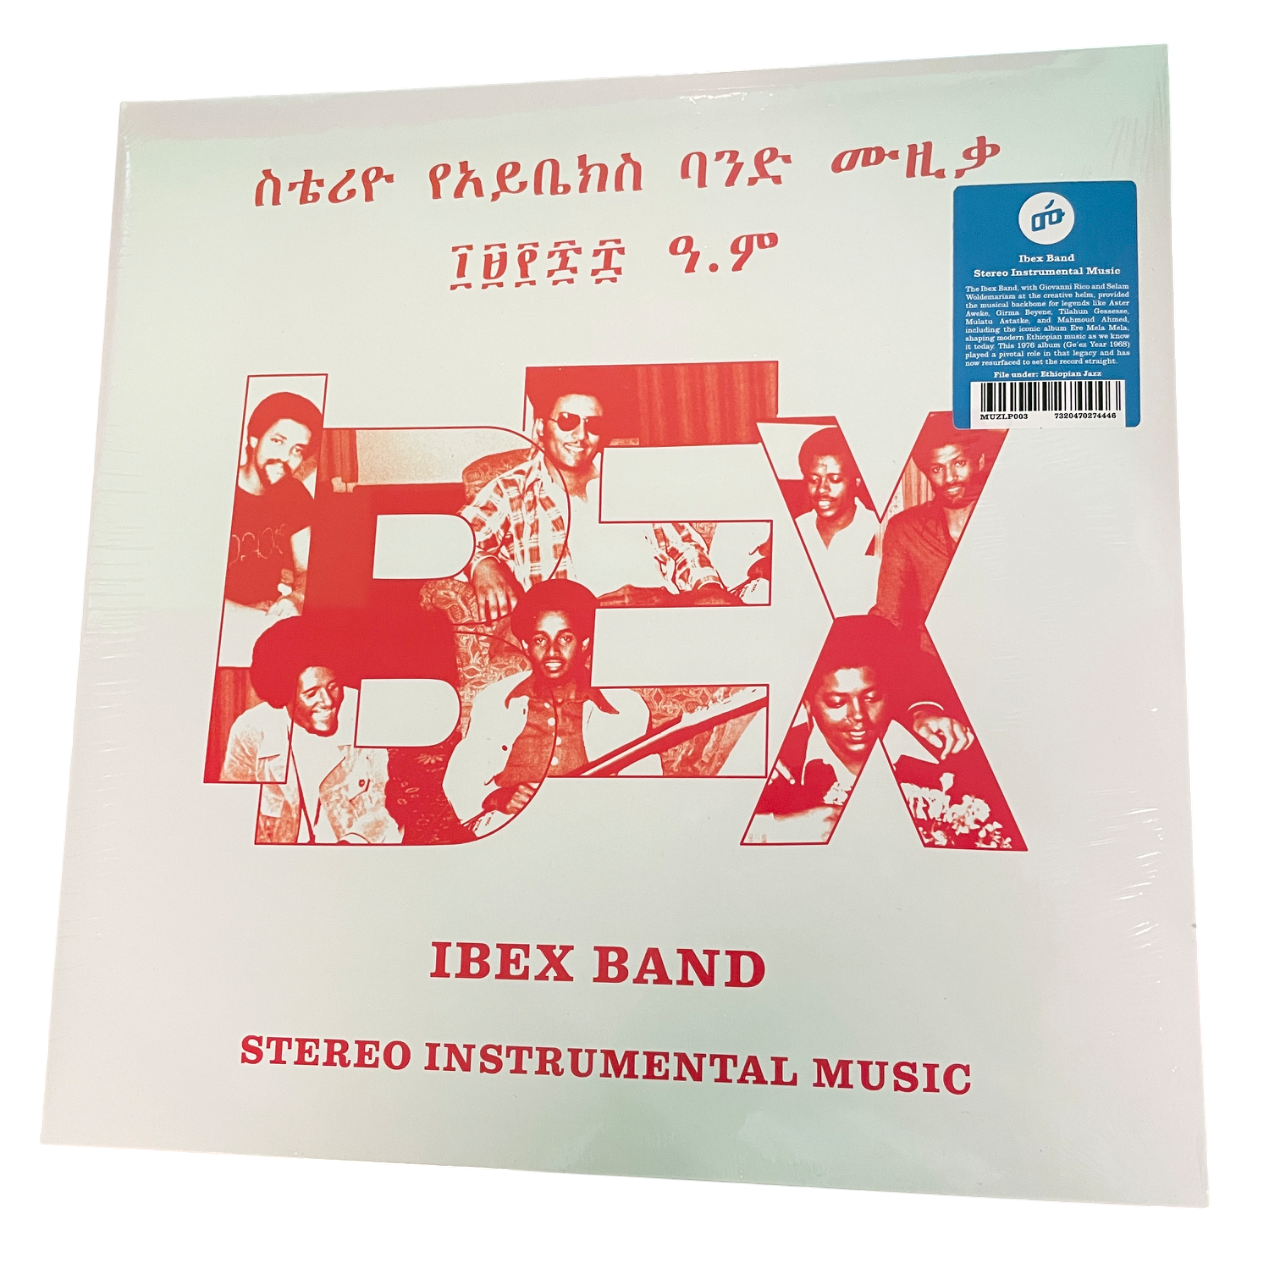 ስቴሪዮ የአይቤክስ ባንድ ሙዚቃ
፲፱፻፷፰ ዓ.ም
ሙ
Ibex Band
Stereo Instrumental Music
The Ibex Band, with Giovanni Rico and Selam
Woldemariam at the creative helm, provided
the musical backbone for legends like Aster
Aweke, Girma Beyene, Tilahun Gessesse,
Mulatu Astatke, and Mahmoud Ahmed,
including the iconic album Ere Mela Mela,
shaping modern Ethiopian music as we know
it today. This 1976 album (Ge'ez Year 1968)
played a pivotal role in that legacy and has
now resurfaced to set the record straight.
File under: Ethiopian Jazz
MUZLP003 7320470274446
IBEX
IBEX BAND
STEREO INSTRUMENTAL MUSIC